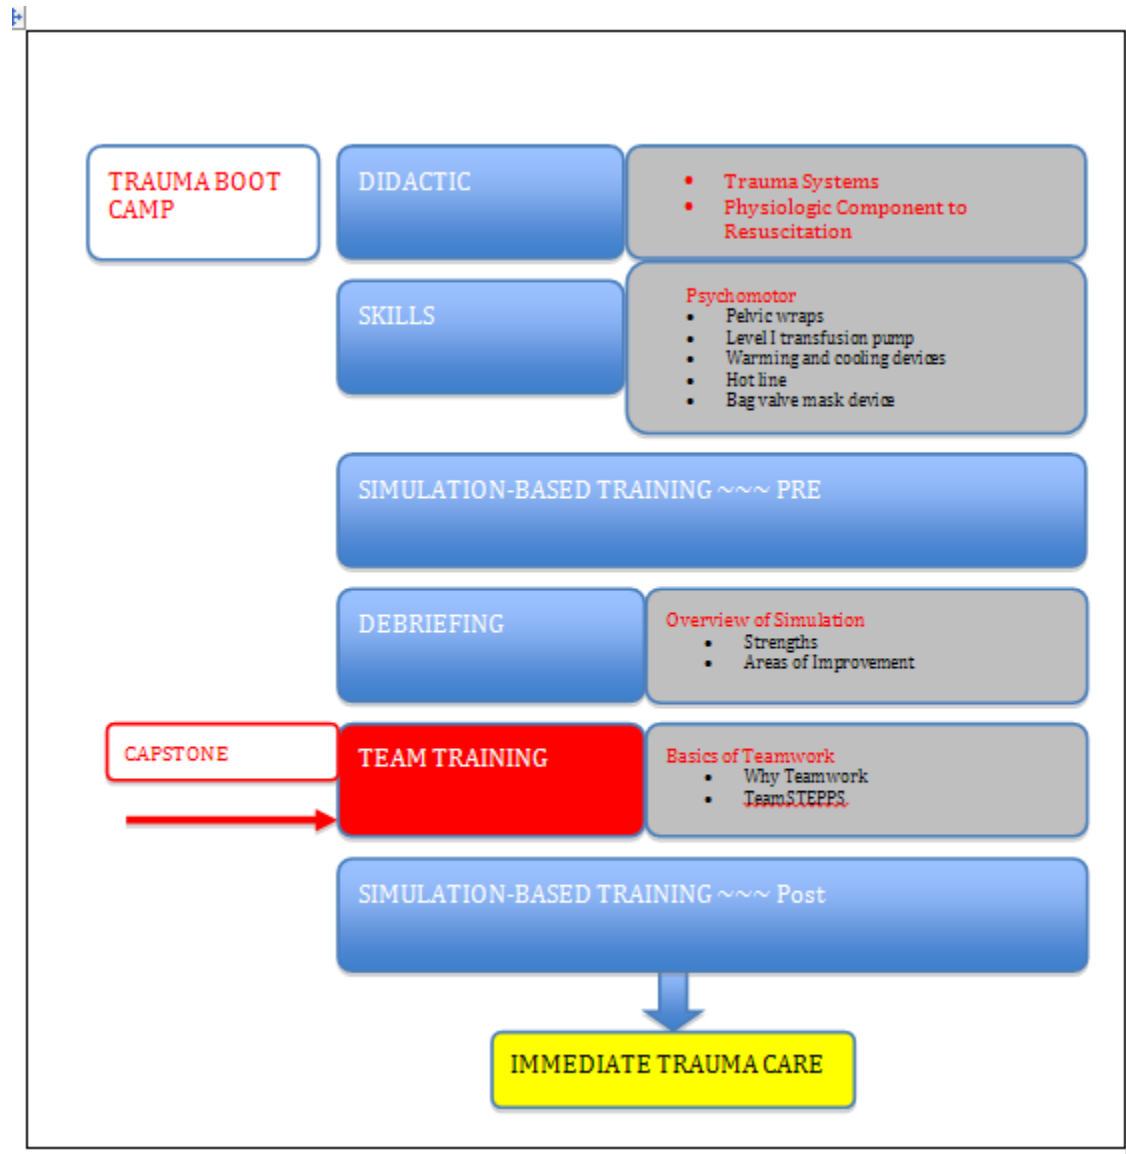 TRAUMA BOOT
CAMP
DIDACTIC
• Trauma Systems
• Physiologic Component to
Resuscitation
SKILLS
Psychomotor
• Pelvic wraps
• Level I transfusion pump
• Warming and cooling devices
• Hot line
• Bag valve mask device
SIMULATION-BASED TRAINING ~~~ PRE
DEBRIEFING
Overview of Simulation
• Strengths
• Areas of Improvement
CAPSTONE
TEAM TRAINING
Basics of Teamwork
• Why Teamwork
• TeamSTEPPS
SIMULATION-BASED TRAINING ~~~ Post
IMMEDIATE TRAUMA CARE